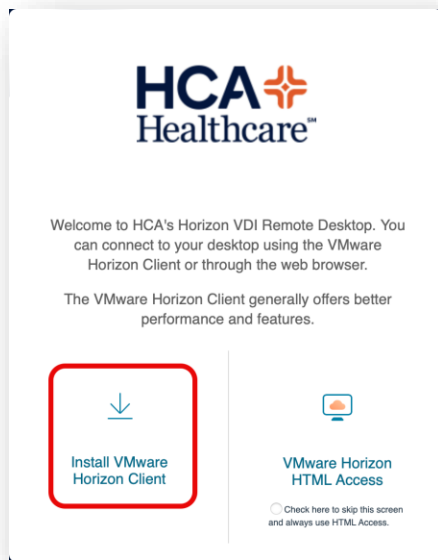 HCA
Healthcare℠
Welcome to HCA's Horizon VDI Remote Desktop. You
can connect to your desktop using the VMware
Horizon Client or through the web browser.
The VMware Horizon Client generally offers better
performance and features.
Install VMware
Horizon Client
VMware Horizon
HTML Access
Check here to skip this screen
and always use HTML Access.